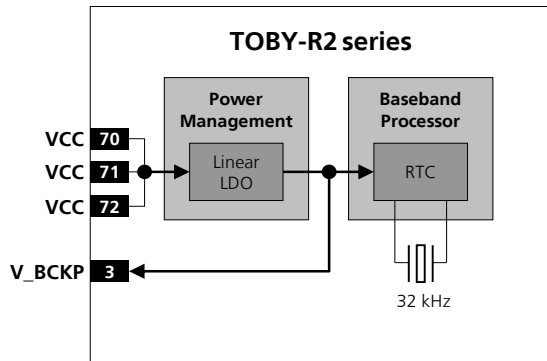 TOBY-R2 series
Power
Management
Baseband
Processor
VCC 70
VCC 71
VCC 72
Linear
LDO
RTC
V_BCKP 3
32 kHz